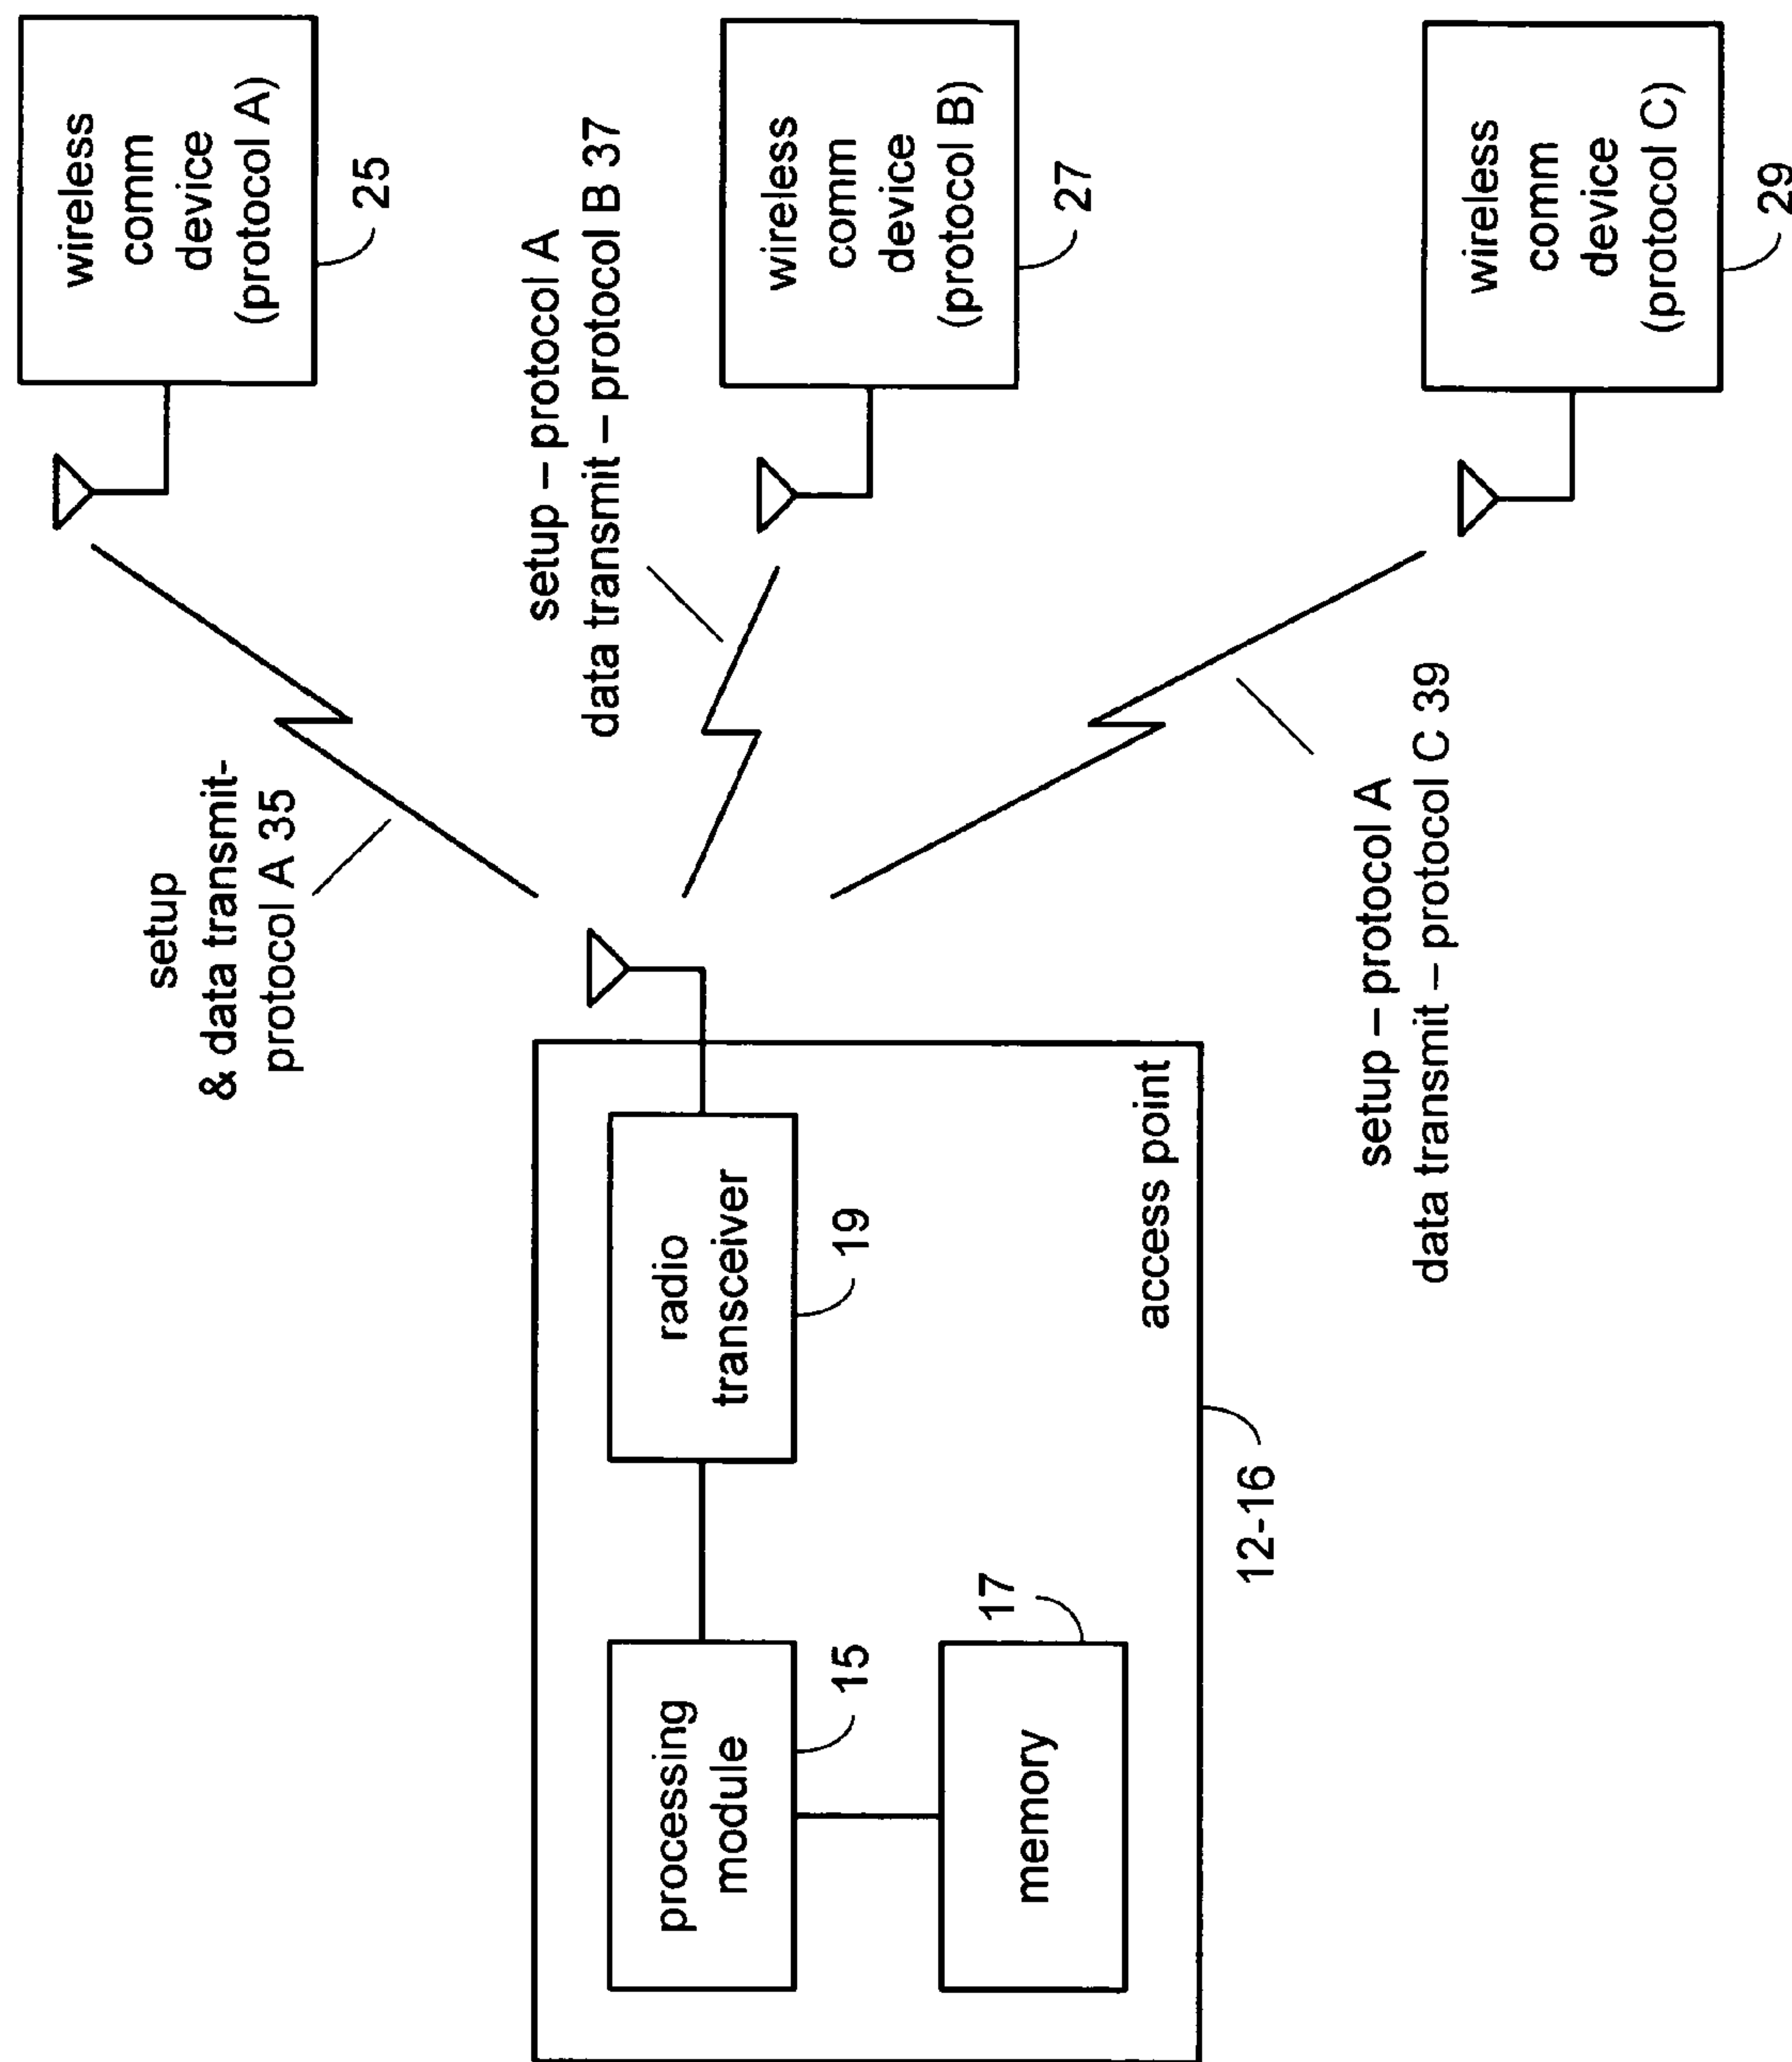 processing
module
15
memory
17
radio
transceiver
19
access point
12-16
setup
& data transmit-
protocol A 35
setup – protocol A
data transmit – protocol B 37
setup – protocol A
data transmit – protocol C 39
wireless
comm
device
(protocol A)
25
wireless
comm
device
(protocol B)
27
wireless
comm
device
(protocol C)
29